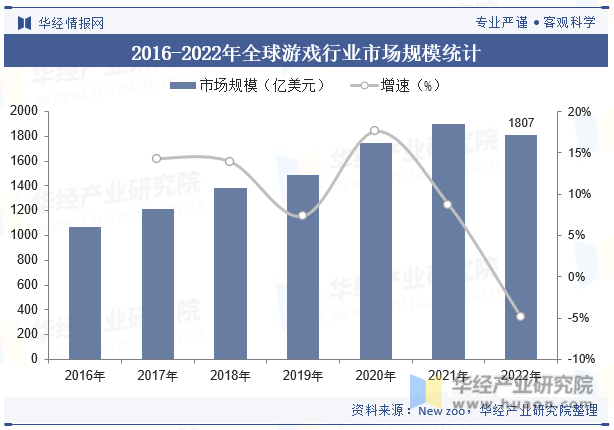 华经情报网
专业严谨 • 客观科学
2016-2022年全球游戏行业市场规模统计
市场规模（亿美元） 增速（%）
2000
1800
1600
1400
1200
1000
800
600
400
200
0
1807
20%
15%
10%
5%
0%
-5%
-10%
2016年 2017年 2018年 2019年 2020年 2021年 2022年
华经产业研究院
www.huaon.com
资料来源：Newzoo，华经产业研究院整理